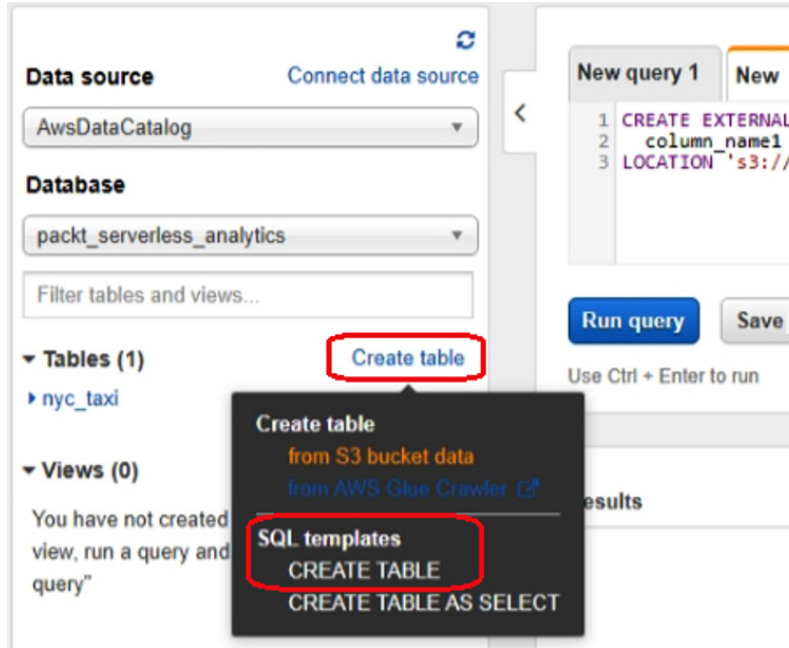 Data source
Connect data source
AwsDataCatalog
Database
packt_serverless_analytics
Filter tables and views...
Tables (1)
Create table
nyc_taxi
Views (0)
You have not created
view, run a query and
query"
Create table
from S3 bucket data
from AWS Glue Crawler
SQL templates
CREATE TABLE
CREATE TABLE AS SELECT
New query 1
New
1 CREATE EXTERNAL
2 column_name1
3 LOCATION 's3://
Run query
Save
Use Ctrl + Enter to run
esults